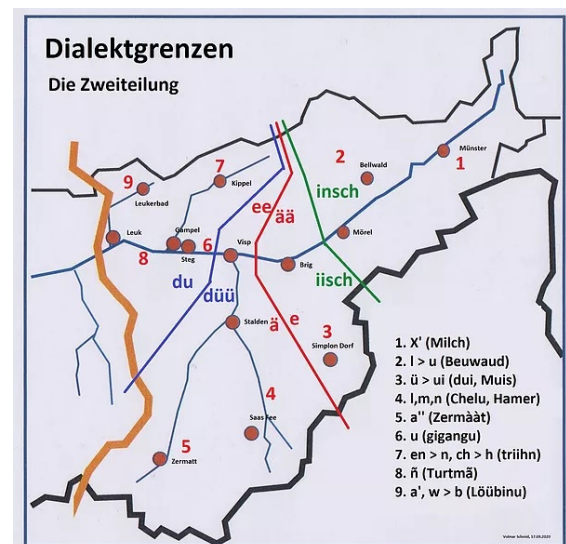 Dialektgrenzen
Die Zweiteilung
2
Münster
1
7
Bellwald
9
Kippel
insch
Leukerbad
ee
ää
Leuk
Gampel
6
Visp
Mörel
8
Steg
Brig
iisch
du
düü
Stalden
ä
e
3
Simplon Dorf
4
Saas Fee
5
Zermatt
1. X' (Milch)
2. l > u (Beuwaud)
3. ü > ui (dui, Muis)
4. l,m,n (Chelu, Hamer)
5. a'' (Zermààt)
6. u (gigangu)
7. en > n, ch > h (triihn)
8. ñ (Turtmã)
9. a', w > b (Löübinu)